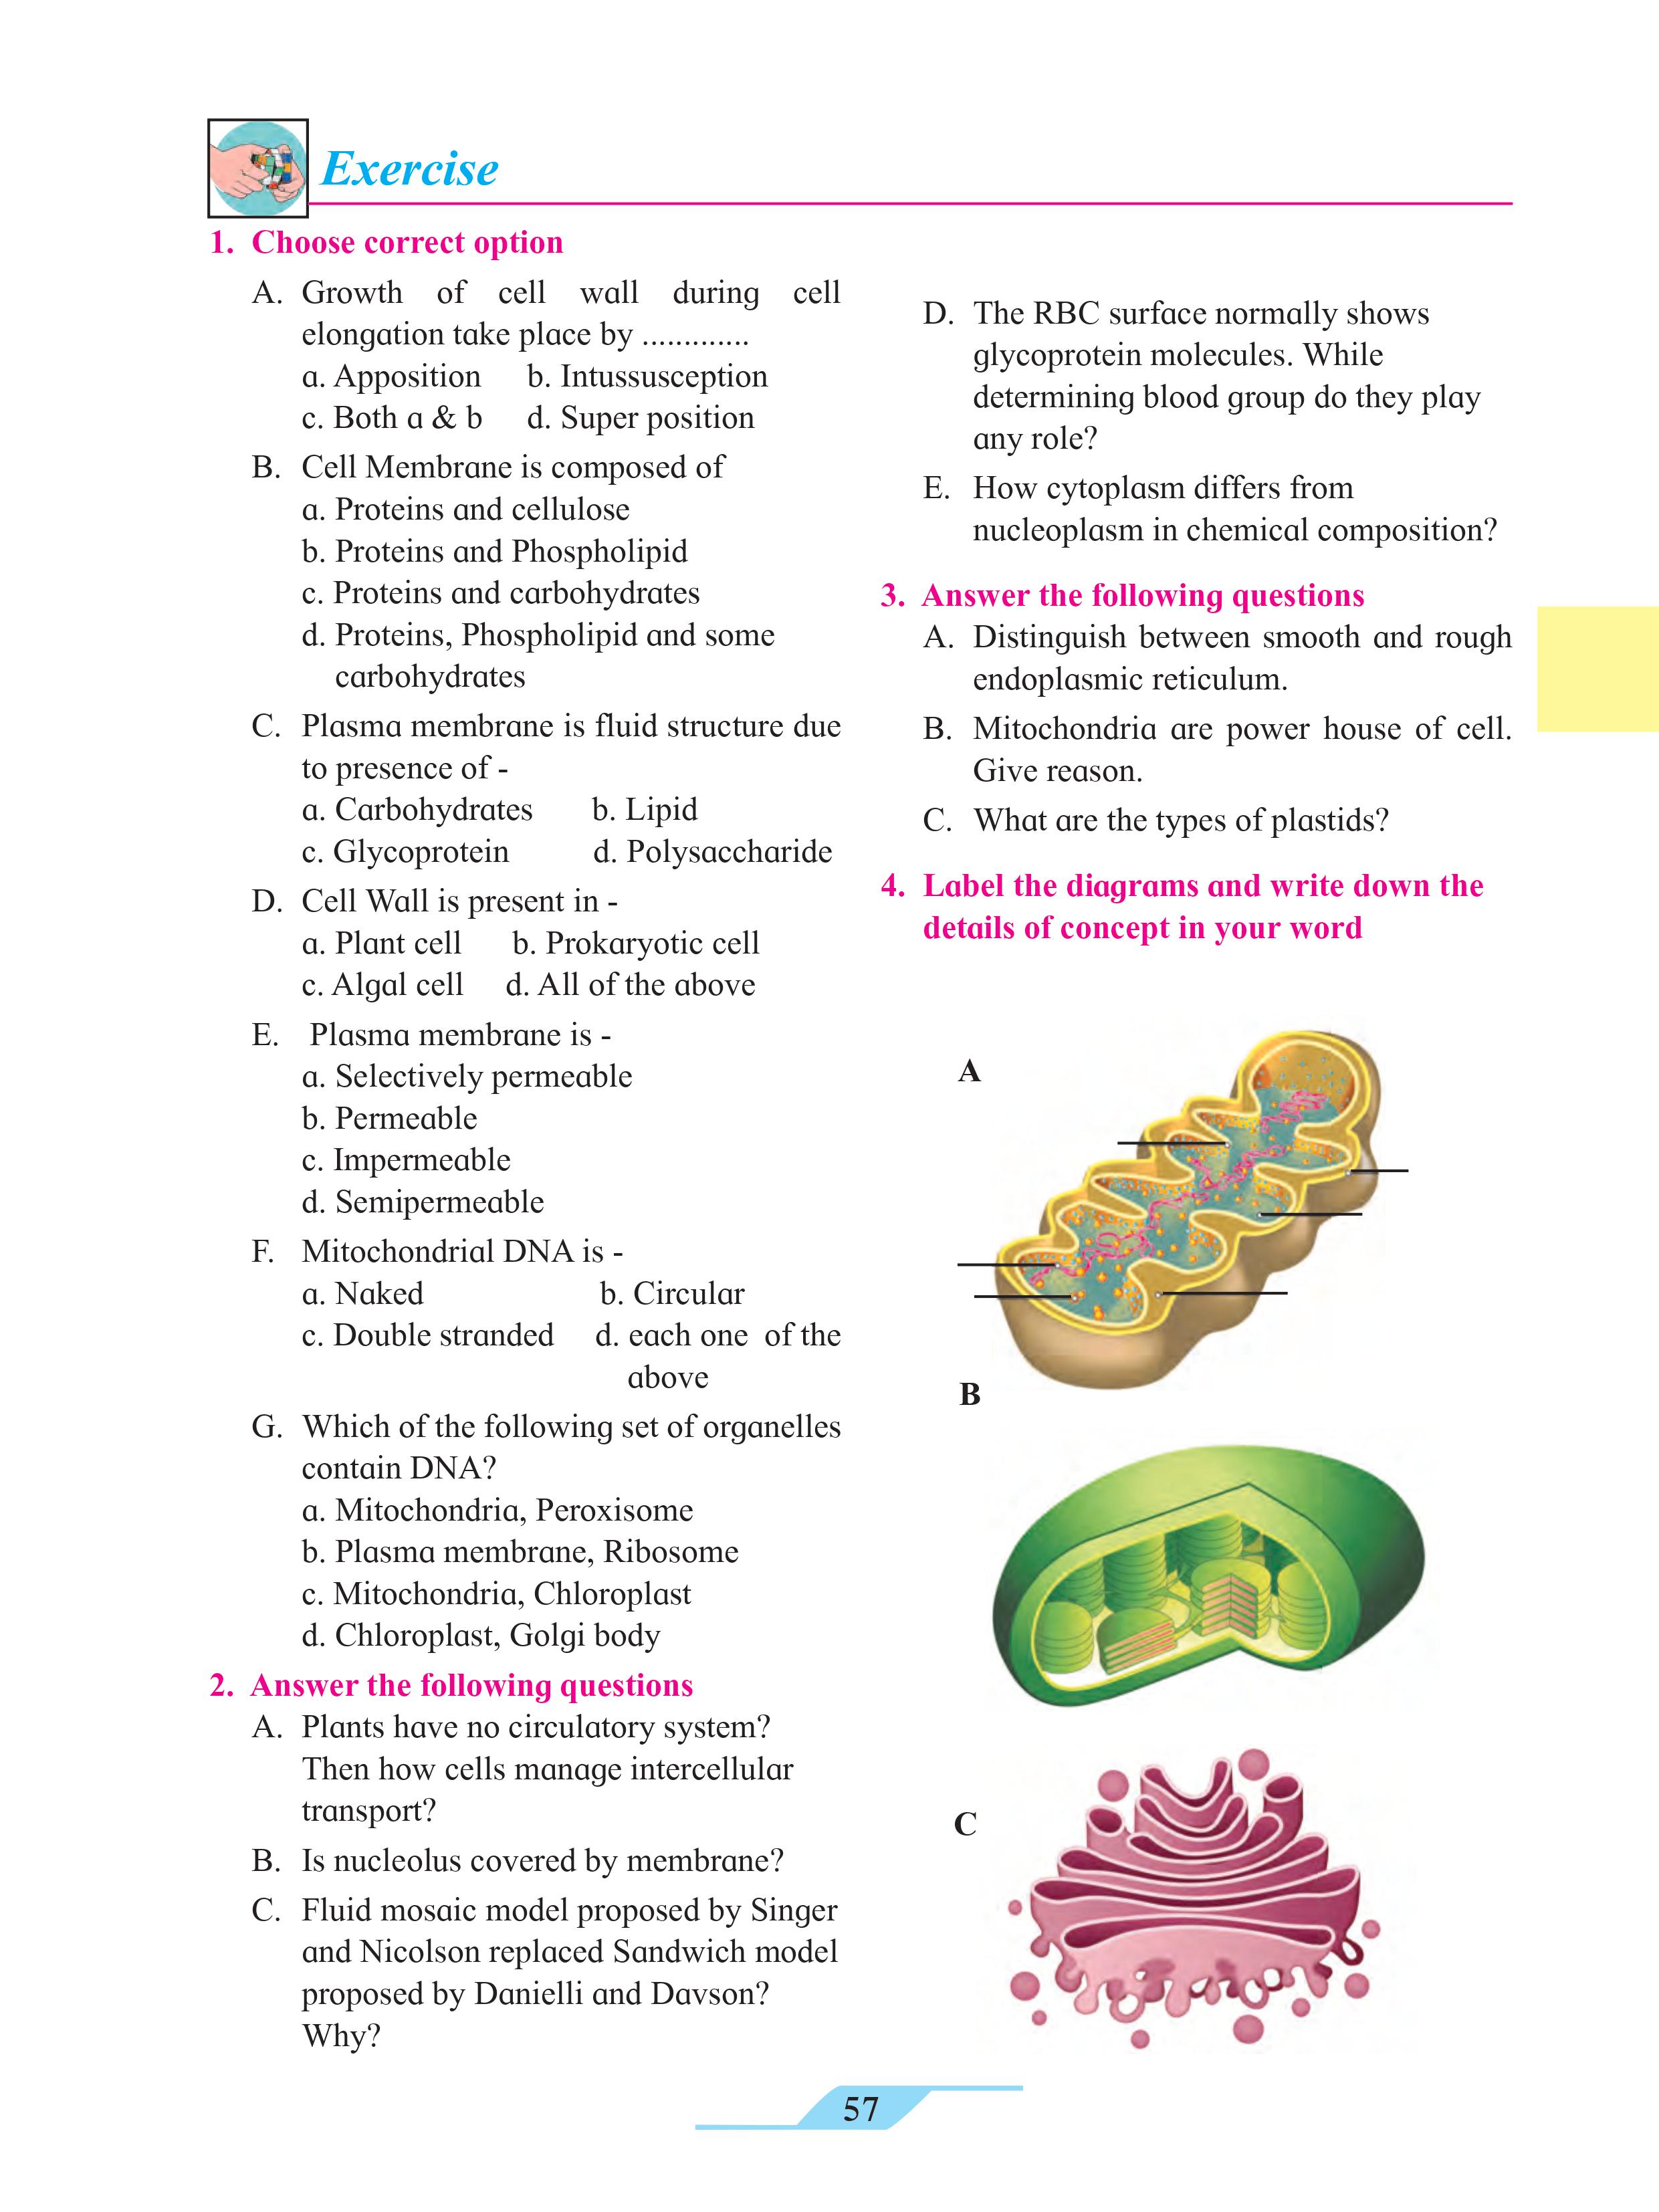 Exercise
1. Choose correct option
A. Growth of cell wall during cell
elongation take place by .............
a. Apposition b. Intussusception
c. Both a & b d. Super position
B. Cell Membrane is composed of
a. Proteins and cellulose
b. Proteins and Phospholipid
c. Proteins and carbohydrates
d. Proteins, Phospholipid and some
carbohydrates
C. Plasma membrane is fluid structure due
to presence of -
a. Carbohydrates b. Lipid
c. Glycoprotein d. Polysaccharide
D. Cell Wall is present in -
a. Plant cell b. Prokaryotic cell
c. Algal cell d. All of the above
E. Plasma membrane is -
a. Selectively permeable
b. Permeable
c. Impermeable
d. Semipermeable
F. Mitochondrial DNA is -
a. Naked b. Circular
c. Double stranded d. each one of the
above
G. Which of the following set of organelles
contain DNA?
a. Mitochondria, Peroxisome
b. Plasma membrane, Ribosome
c. Mitochondria, Chloroplast
d. Chloroplast, Golgi body
2. Answer the following questions
A. Plants have no circulatory system?
Then how cells manage intercellular
transport?
B. Is nucleolus covered by membrane?
C. Fluid mosaic model proposed by Singer
and Nicolson replaced Sandwich model
proposed by Danielli and Davson?
Why?
D. The RBC surface normally shows
glycoprotein molecules. While
determining blood group do they play
any role?
E. How cytoplasm differs from
nucleoplasm in chemical composition?
3. Answer the following questions
A. Distinguish between smooth and rough
endoplasmic reticulum.
B. Mitochondria are power house of cell.
Give reason.
C. What are the types of plastids?
4. Label the diagrams and write down the
details of concept in your word
A
B
C
57